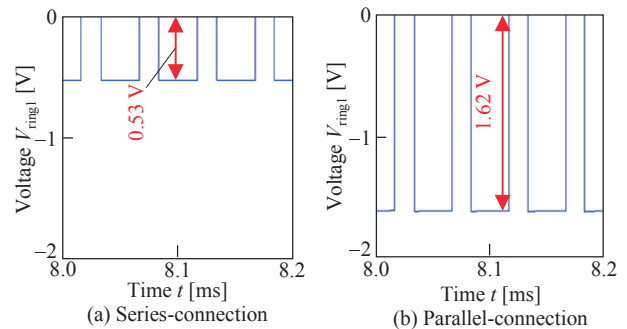 0
−1
−2
Voltage V_ring1 [V]
0.53 V
8.0
8.1
8.2
Time t [ms]
(a) Series-connection
0
−1
−2
Voltage V_ring1 [V]
1.62 V
8.0
8.1
8.2
Time t [ms]
(b) Parallel-connection